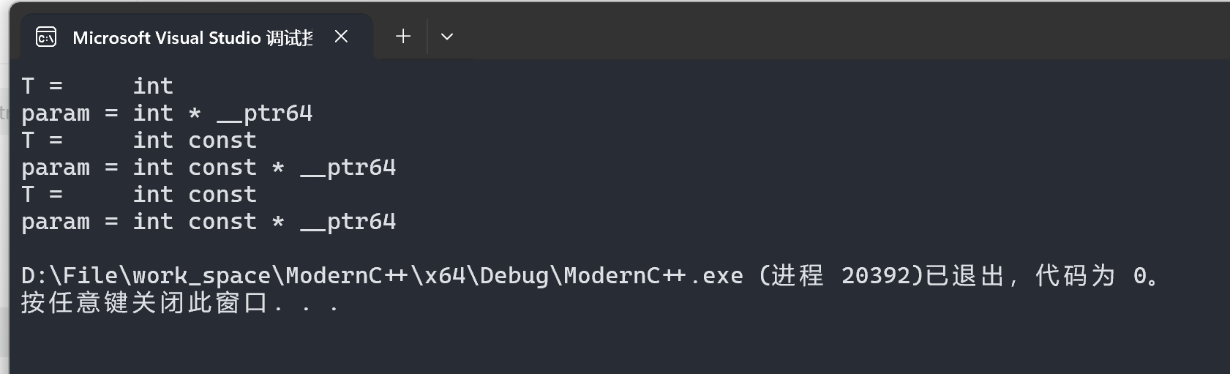 Microsoft Visual Studio 调试控
T =     int
param = int * __ptr64
T =     int const
param = int const * __ptr64
T =     int const
param = int const * __ptr64
D:\File\work_space\ModernC++\x64\Debug\ModernC++.exe (进程 20392)已退出，代码为 0。
按任意键关闭此窗口. . .